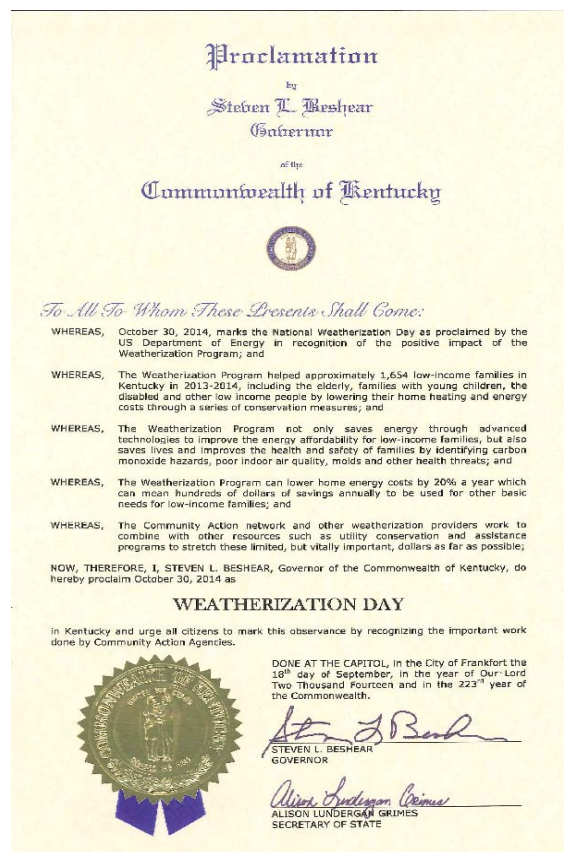 Proclamation
by
Steven L. Beshear
Governor
of the
Commonwealth of Kentucky
To All To Whom These Presents Shall Come:
WHEREAS, October 30, 2014, marks the National Weatherization Day as proclaimed by the
US Department of Energy in recognition of the positive impact of the
Weatherization Program; and
WHEREAS, The Weatherization Program helped approximately 1,654 low-income families in
Kentucky in 2013-2014, including the elderly, families with young children, the
disabled and other low income people by lowering their home heating and energy
costs through a series of conservation measures; and
WHEREAS, The Weatherization Program not only saves energy through advanced
technologies to improve the energy affordability for low-income families, but also
saves lives and improves the health and safety of families by identifying carbon
monoxide hazards, poor indoor air quality, molds and other health threats; and
WHEREAS, The Weatherization Program can lower home energy costs by 20% a year which
can mean hundreds of dollars of savings annually to be used for other basic
needs for low-income families; and
WHEREAS, The Community Action network and other weatherization providers work to
combine with other resources such as utility conservation and assistance
programs to stretch these limited, but vitally important, dollars as far as possible;
NOW, THEREFORE, I, STEVEN L. BESHEAR, Governor of the Commonwealth of Kentucky, do
hereby proclaim October 30, 2014 as
WEATHERIZATION DAY
in Kentucky and urge all citizens to mark this observance by recognizing the important work
done by Community Action Agencies.
DONE AT THE CAPITOL, in the City of Frankfort the
18th day of September, in the year of Our Lord
Two Thousand Fourteen and in the 223rd year of
the Commonwealth.
STEVEN L. BESHEAR
GOVERNOR
Alison Lundergan Grimes
ALISON LUNDERGAN GRIMES
SECRETARY OF STATE
COMMONWEALTH OF KENTUCKY